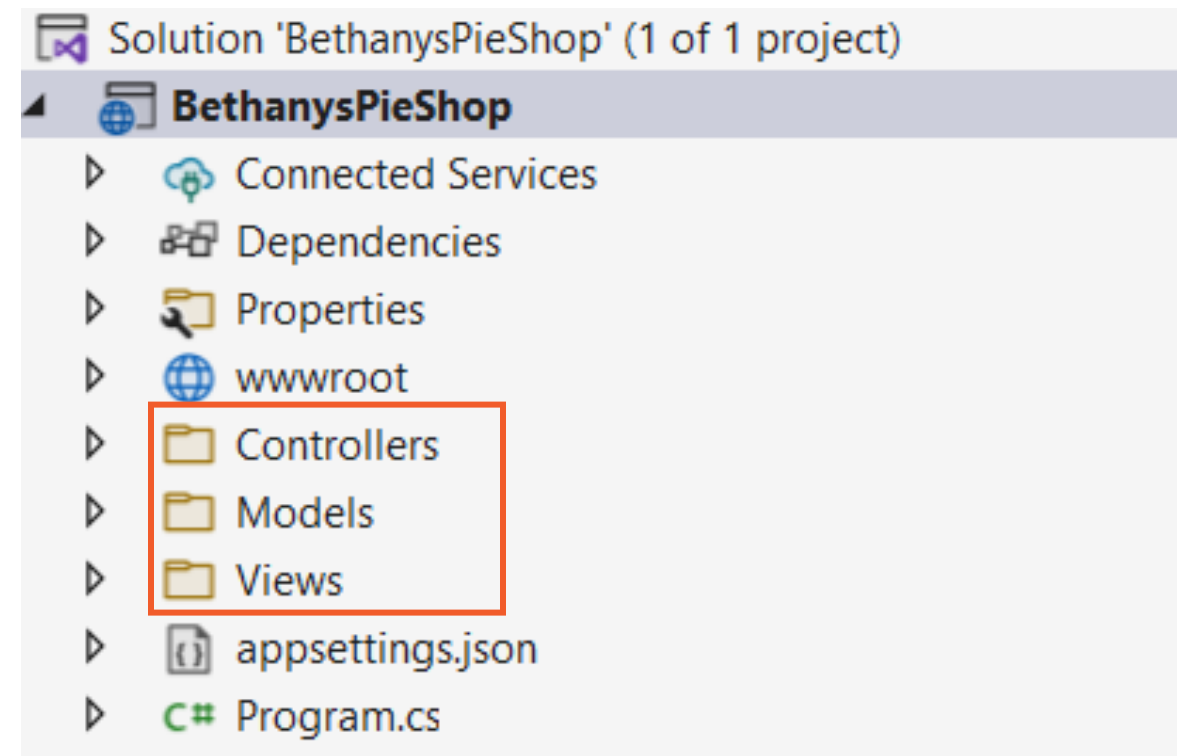 Solution 'BethanysPieShop' (1 of 1 project)
BethanysPieShop
Connected Services
Dependencies
Properties
wwwroot
Controllers
Models
Views
appsettings.json
C# Program.cs